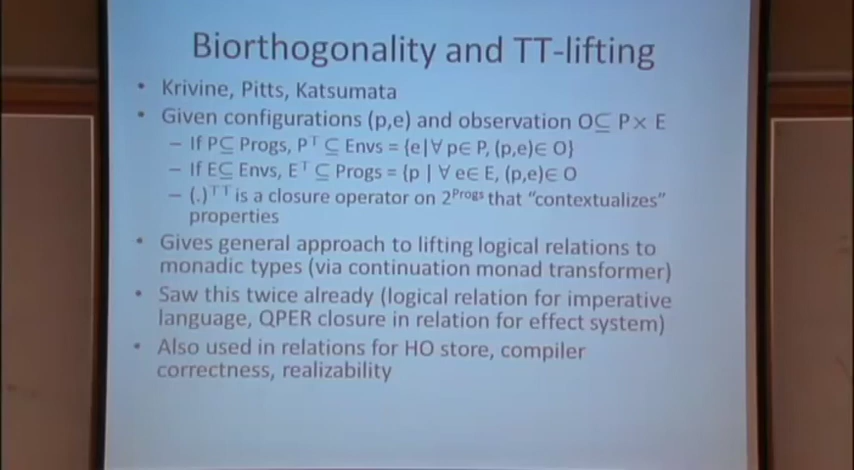 Biorthogonality and TT-lifting
• Krivine, Pitts, Katsumata
• Given configurations (p,e) and observation O⊆ P× E
– If P⊆ Progs, P⊤ ⊆ Envs = {e|∀ p∈ P, (p,e)∈ O}
– If E⊆ Envs, E⊤ ⊆ Progs = {p | ∀ e∈ E, (p,e)∈ O
– (.)⊤⊤ is a closure operator on 2Progs that “contextualizes”
properties
• Gives general approach to lifting logical relations to
monadic types (via continuation monad transformer)
• Saw this twice already (logical relation for imperative
language, QPER closure in relation for effect system)
• Also used in relations for HO store, compiler
correctness, realizability